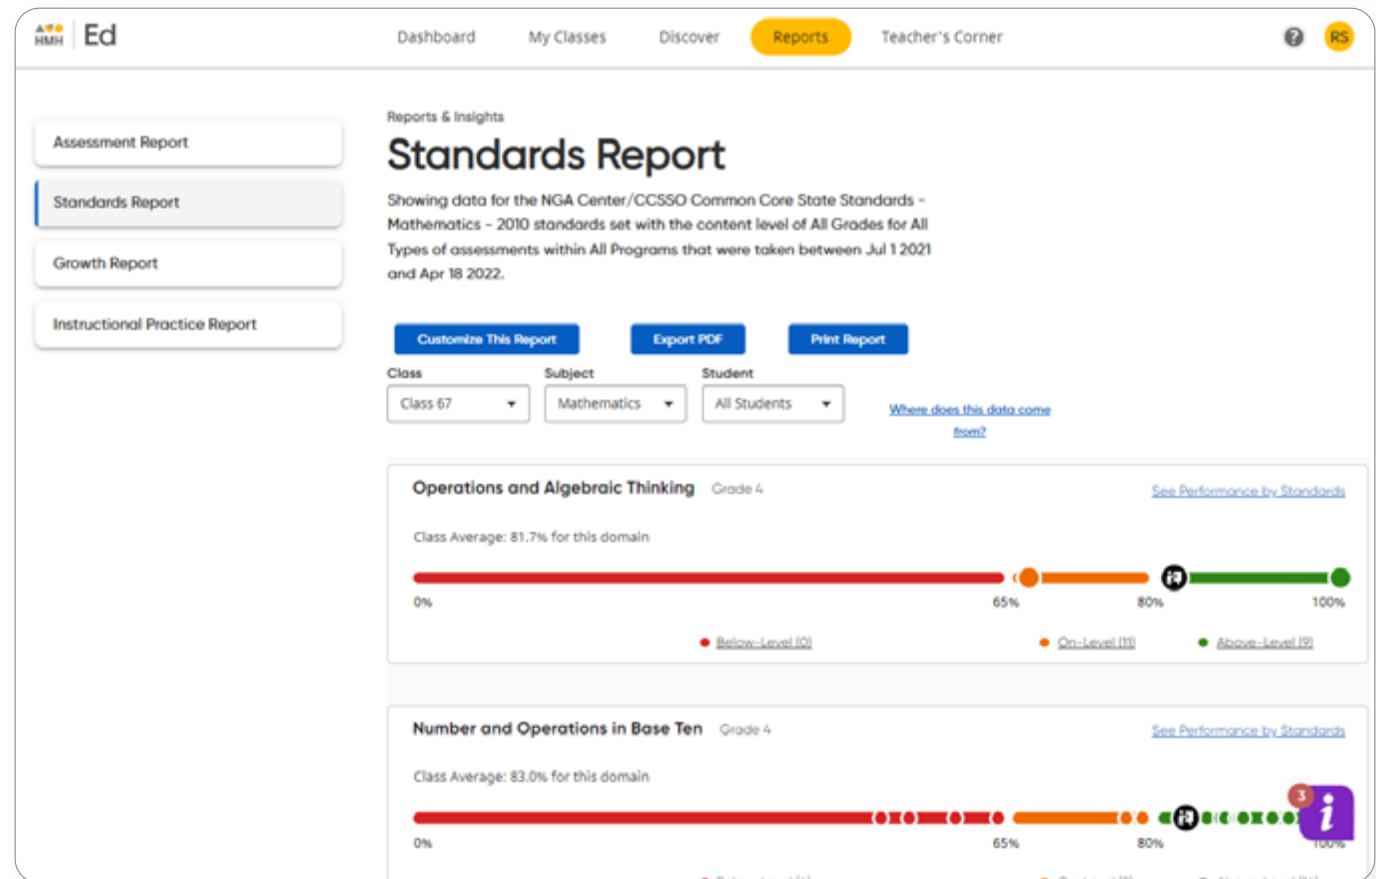 HMH Ed
Dashboard
My Classes
Discover
Reports
Teacher's Corner
?
RS
Assessment Report
Standards Report
Growth Report
Instructional Practice Report
Reports & Insights
Standards Report
Showing data for the NGA Center/CCSSO Common Core State Standards -
Mathematics - 2010 standards set with the content level of All Grades for All
Types of assessments within All Programs that were taken between Jul 1 2021
and Apr 18 2022.
Customize This Report
Export PDF
Print Report
Class
Subject
Student
Class 67
Mathematics
All Students
Where does this data come
from?
Operations and Algebraic Thinking Grade 4
See Performance by Standards
Class Average: 81.7% for this domain
0%
65%
80%
100%
Below-Level (0)
On-Level (11)
Above-Level (9)
Number and Operations in Base Ten Grade 4
See Performance by Standards
Class Average: 83.0% for this domain
3
i
0%
65%
80%
100%